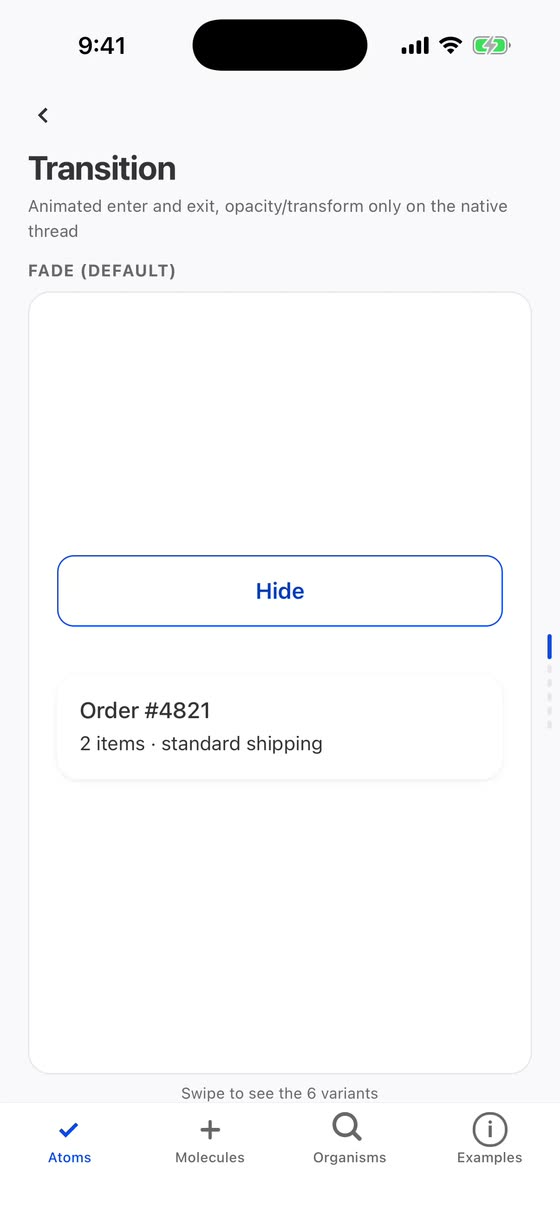 9:41
Transition
Animated enter and exit, opacity/transform only on the native
thread
FADE (DEFAULT)
Hide
Order #4821
2 items · standard shipping
Swipe to see the 6 variants
Atoms
Molecules
Organisms
Examples